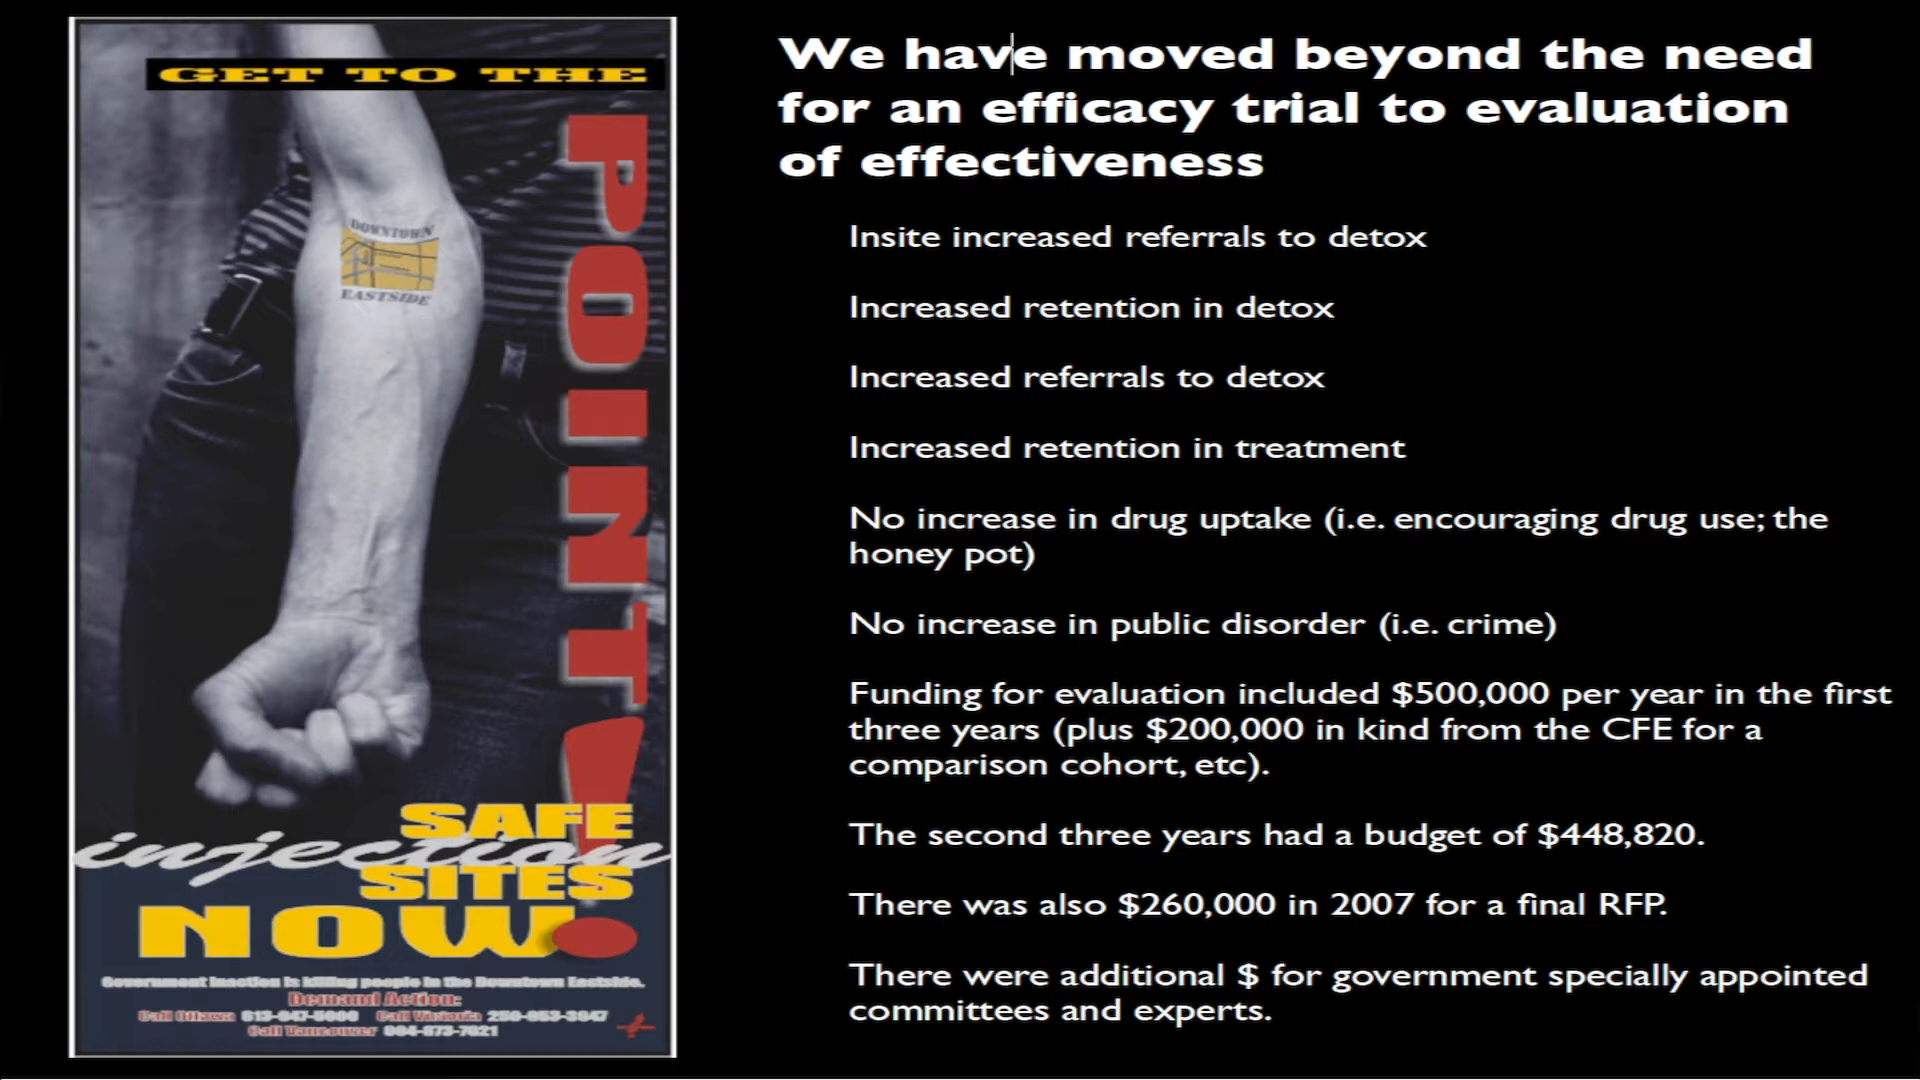 GET TO THE
POINT!
DOWNTOWN
EASTSIDE
SAFE
injection
SITES
NOW
Government Inaction is killing people in the Downtown Eastside.
Demand Action:
Call Ottawa Call Victoria
Call Vancouver
We have moved beyond the need
for an efficacy trial to evaluation
of effectiveness
Insite increased referrals to detox
Increased retention in detox
Increased referrals to detox
Increased retention in treatment
No increase in drug uptake (i.e. encouraging drug use; the
honey pot)
No increase in public disorder (i.e. crime)
Funding for evaluation included $500,000 per year in the first
three years (plus $200,000 in kind from the CFE for a
comparison cohort, etc).
The second three years had a budget of $448,820.
There was also $260,000 in 2007 for a final RFP.
There were additional $ for government specially appointed
committees and experts.